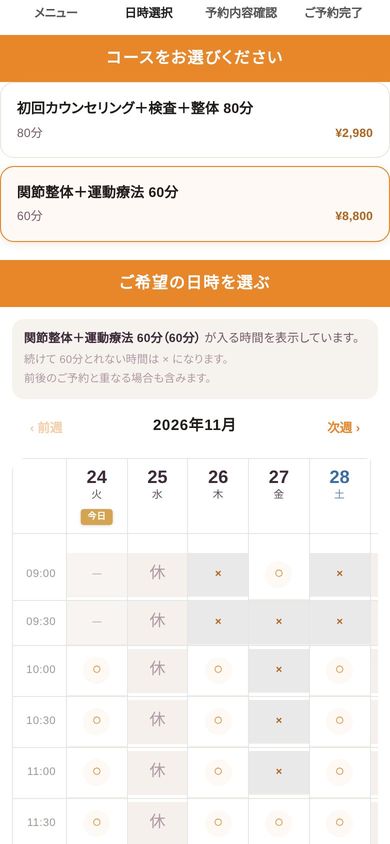 メニュー 日時選択 予約内容確認 ご予約完了
コースをお選びください
初回カウンセリング＋検査＋整体 80分
80分 ¥2,980
関節整体＋運動療法 60分
60分 ¥8,800
ご希望の日時を選ぶ
関節整体＋運動療法 60分（60分） が入る時間を表示しています。
続けて 60分とれない時間は × になります。
前後のご予約と重なる場合も含みます。
‹ 前週 2026年11月 次週 ›
24 25 26 27 28
火 水 木 金 土
今日
09:00 — 休 × ○ ×
09:30 — 休 × × ×
10:00 ○ 休 ○ × ○
10:30 ○ 休 ○ × ○
11:00 ○ 休 ○ × ○
11:30 ○ 休 ○ ○ ○